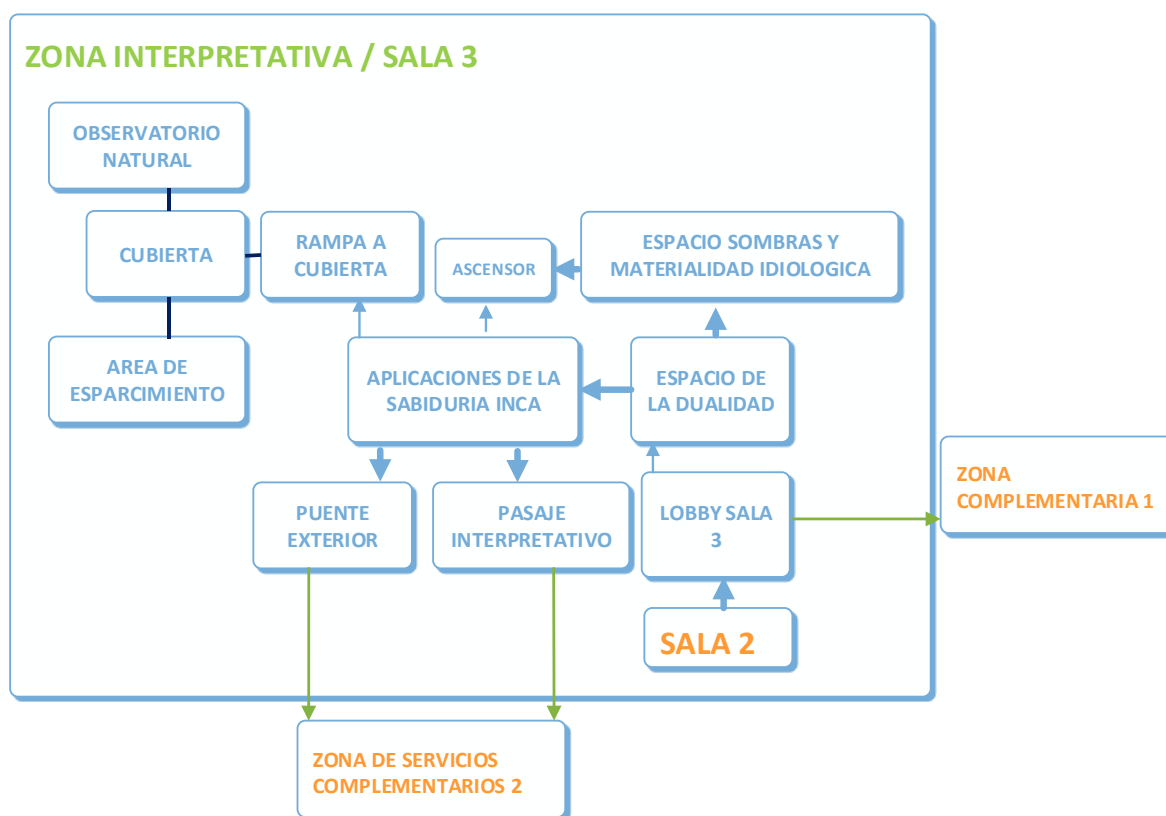 ZONA INTERPRETATIVA / SALA 3
OBSERVATORIO
NATURAL
CUBIERTA
RAMPA A
CUBIERTA
ASCENSOR
ESPACIO SOMBRAS Y
MATERIALIDAD IDIOLOGICA
AREA DE
ESPARCIMIENTO
APLICACIONES DE LA
SABIDURIA INCA
ESPACIO DE
LA DUALIDAD
PUENTE
EXTERIOR
PASAJE
INTERPRETATIVO
LOBBY SALA
3
ZONA
COMPLEMENTARIA 1
SALA 2
ZONA DE SERVICIOS
COMPLEMENTARIOS 2